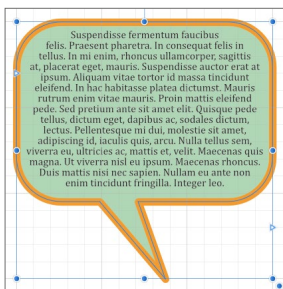 Suspendisse fermentum faucibus
felis. Praesent pharetra. In consequat felis in
tellus. In mi enim, rhoncus ullamcorper, sagittis
at, placerat eget, mauris. Suspendisse auctor erat at
ipsum. Aliquam vitae tortor id massa tincidunt
eleifend. In hac habitasse platea dictumst. Mauris
rutrum enim vitae mauris. Proin mattis eleifend
pede. Sed pretium ante sit amet elit. Quisque pede
tellus, dictum eget, dapibus ac, sodales dictum,
lectus. Pellentesque mi dui, molestie sit amet,
adipiscing id, iaculis quis, arcu. Nulla tellus sem,
viverra eu, ultricies ac, mattis et, velit. Maecenas quis
magna. Ut viverra nisl eu ipsum. Maecenas rhoncus.
Duis mattis nisi nec sapien. Nullam eu ante non
enim tincidunt fringilla. Integer leo.